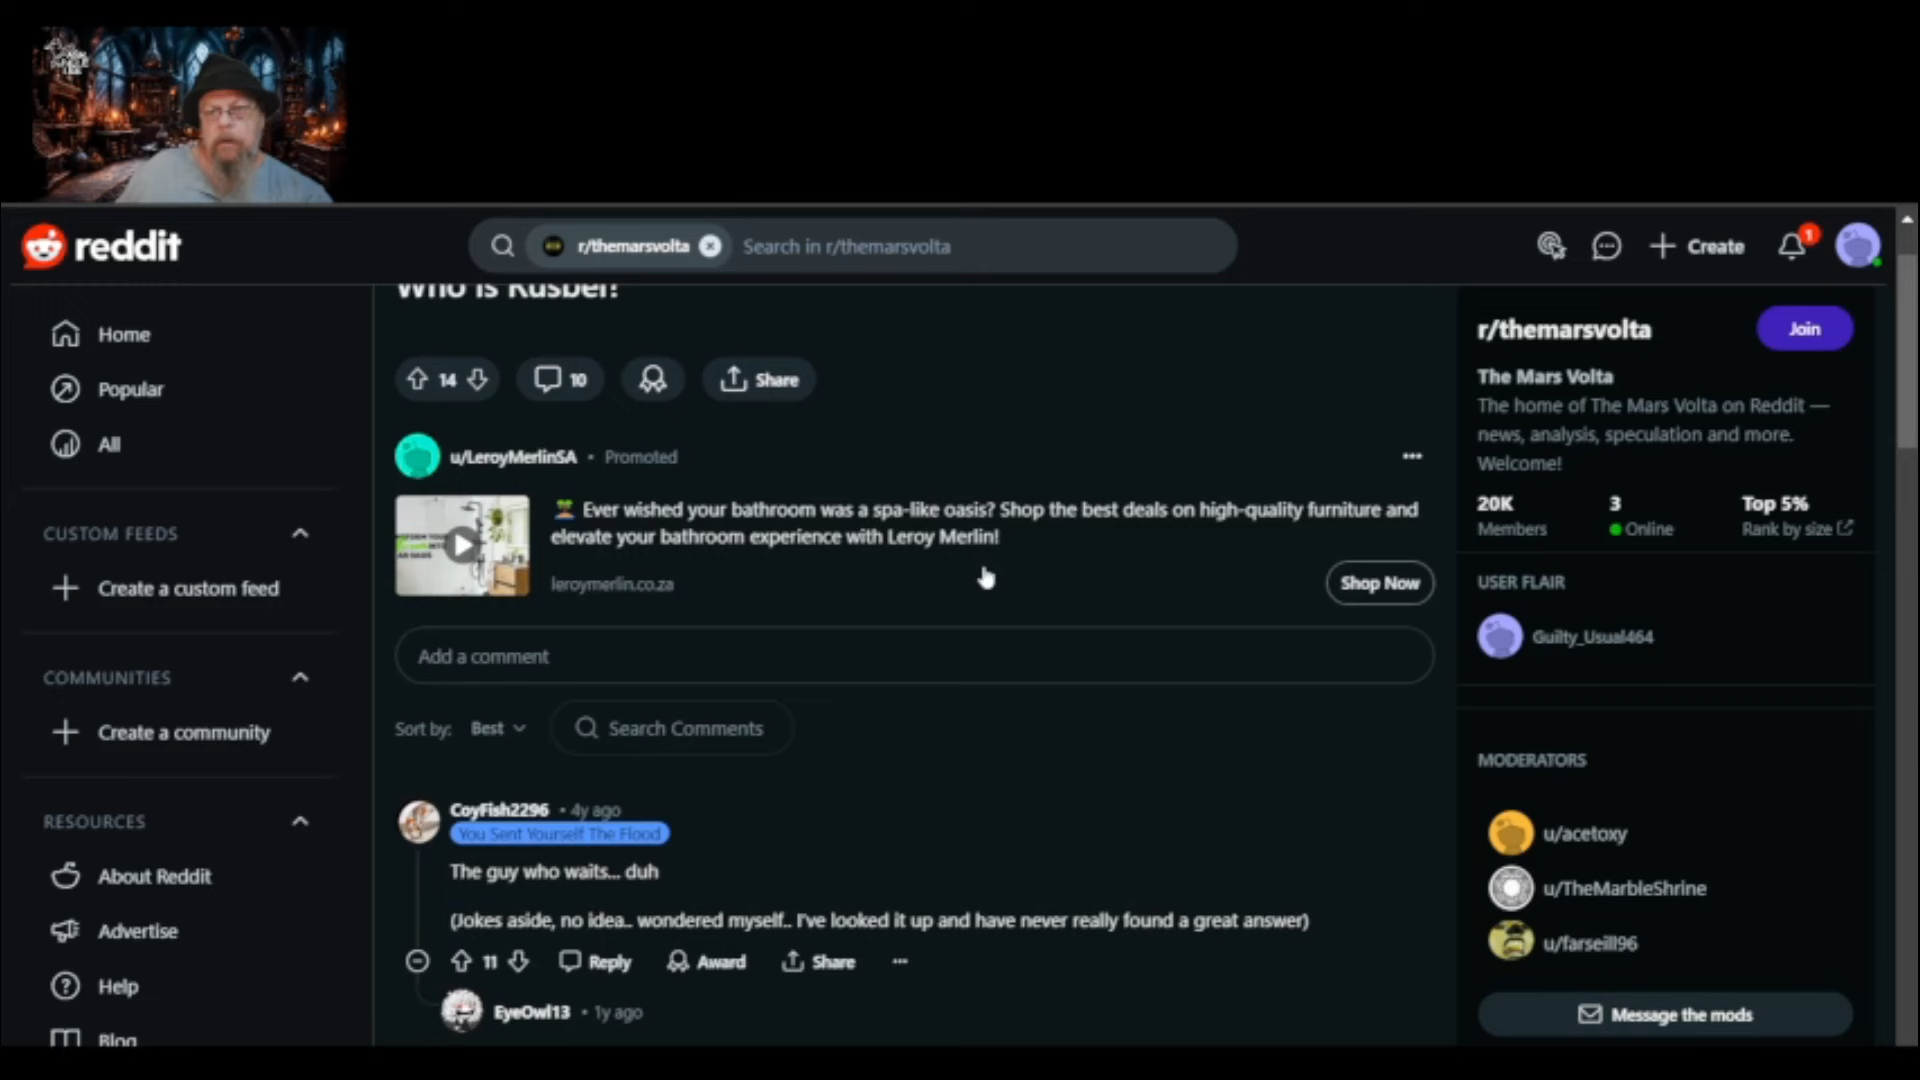 reddit
r/themarsvolta
Search in r/themarsvolta
Create
1
Who is Rusbel?
Home
Popular
All
CUSTOM FEEDS
Create a custom feed
COMMUNITIES
Create a community
RESOURCES
About Reddit
Advertise
Help
Blog
14
10
Share
u/LeroyMerlinSA • Promoted
Ever wished your bathroom was a spa-like oasis? Shop the best deals on high-quality furniture and
elevate your bathroom experience with Leroy Merlin!
leroymerlin.co.za
Shop Now
Add a comment
Sort by:
Best
Search Comments
CoyFish2296 • 4y ago
You Sent Yourself The Flood
The guy who waits... duh
(Jokes aside, no idea.. wondered myself.. I've looked it up and have never really found a great answer)
11
Reply
Award
Share
EyeOwl13 • 1y ago
r/themarsvolta
Join
The Mars Volta
The home of The Mars Volta on Reddit —
news, analysis, speculation and more.
Welcome!
20K
3
Top 5%
Members
Online
Rank by size
USER FLAIR
Guilty_Usual464
MODERATORS
u/acetoxy
u/TheMarbleShrine
u/farseill96
Message the mods